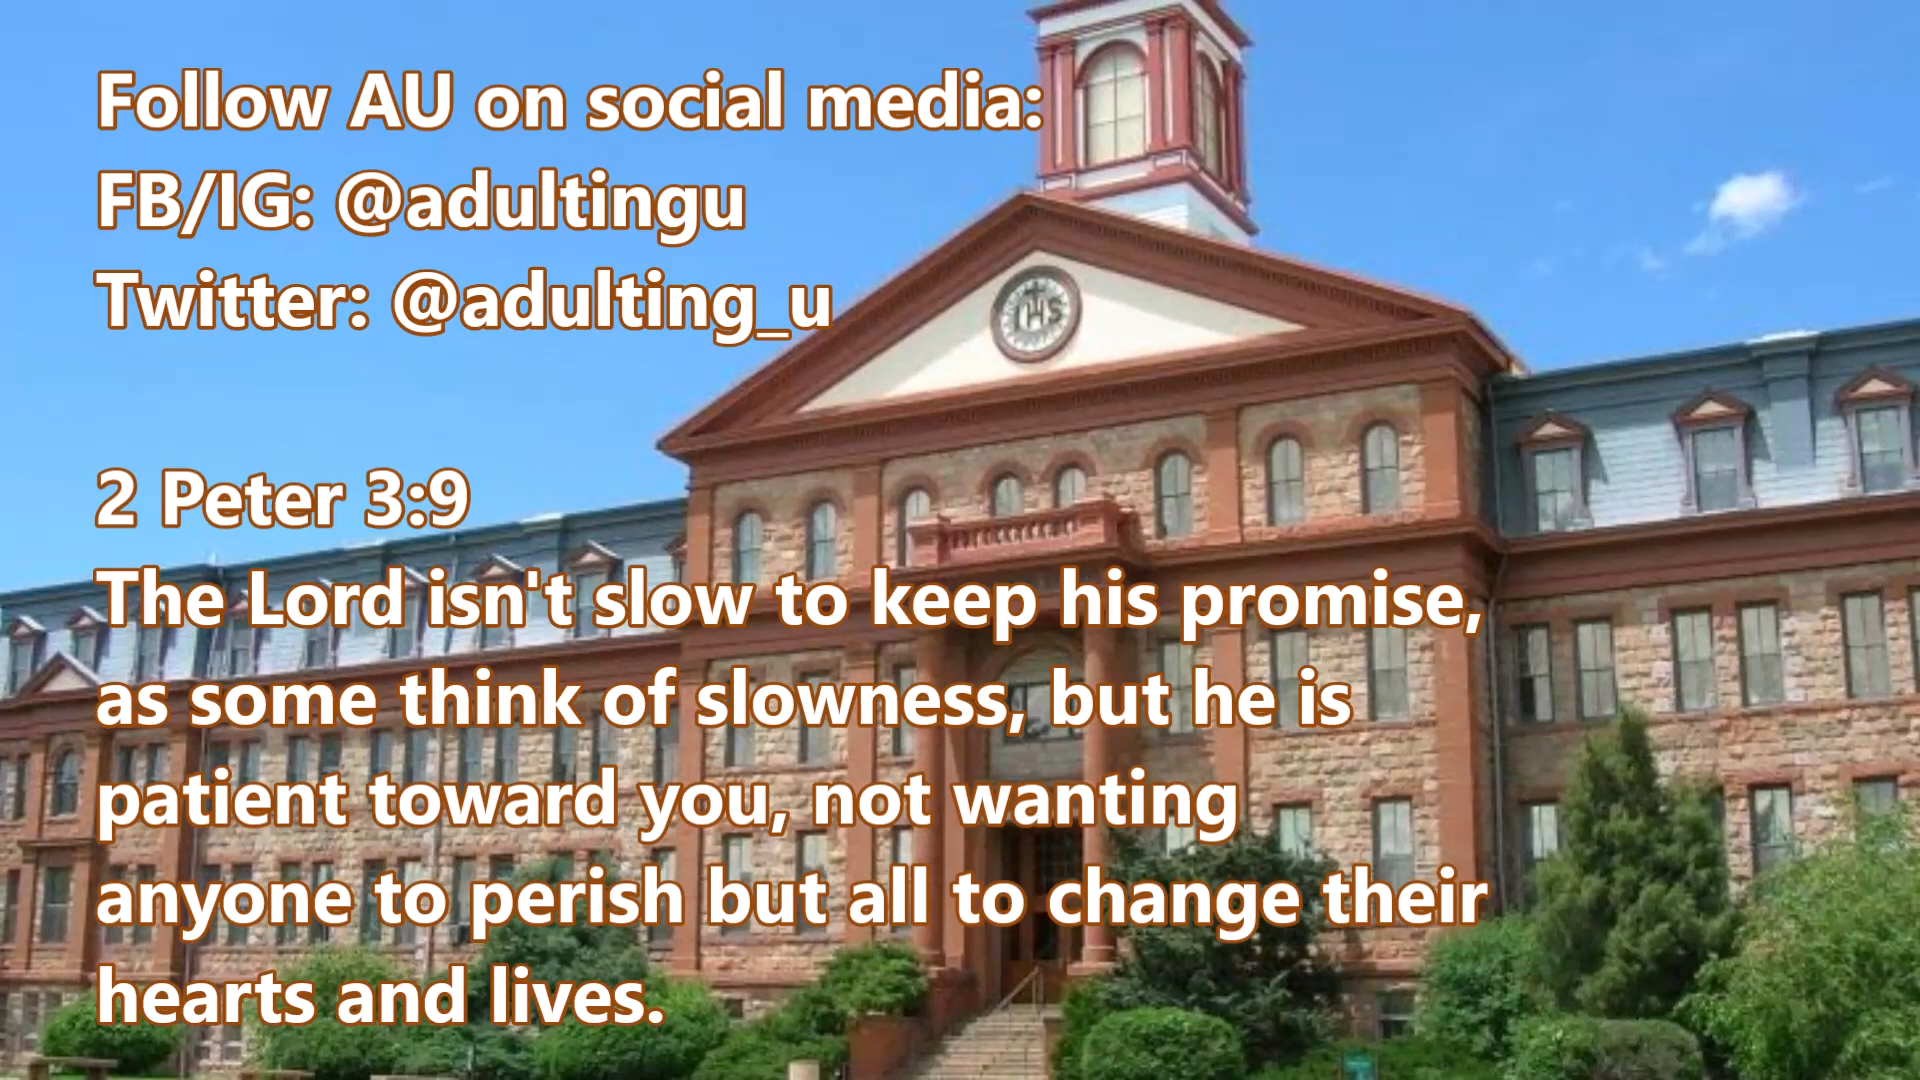 Follow AU on social media:
FB/IG: @adultingu
Twitter: @adulting_u
IHS
2 Peter 3:9
The Lord isn't slow to keep his promise,
as some think of slowness, but he is
patient toward you, not wanting
anyone to perish but all to change their
hearts and lives.